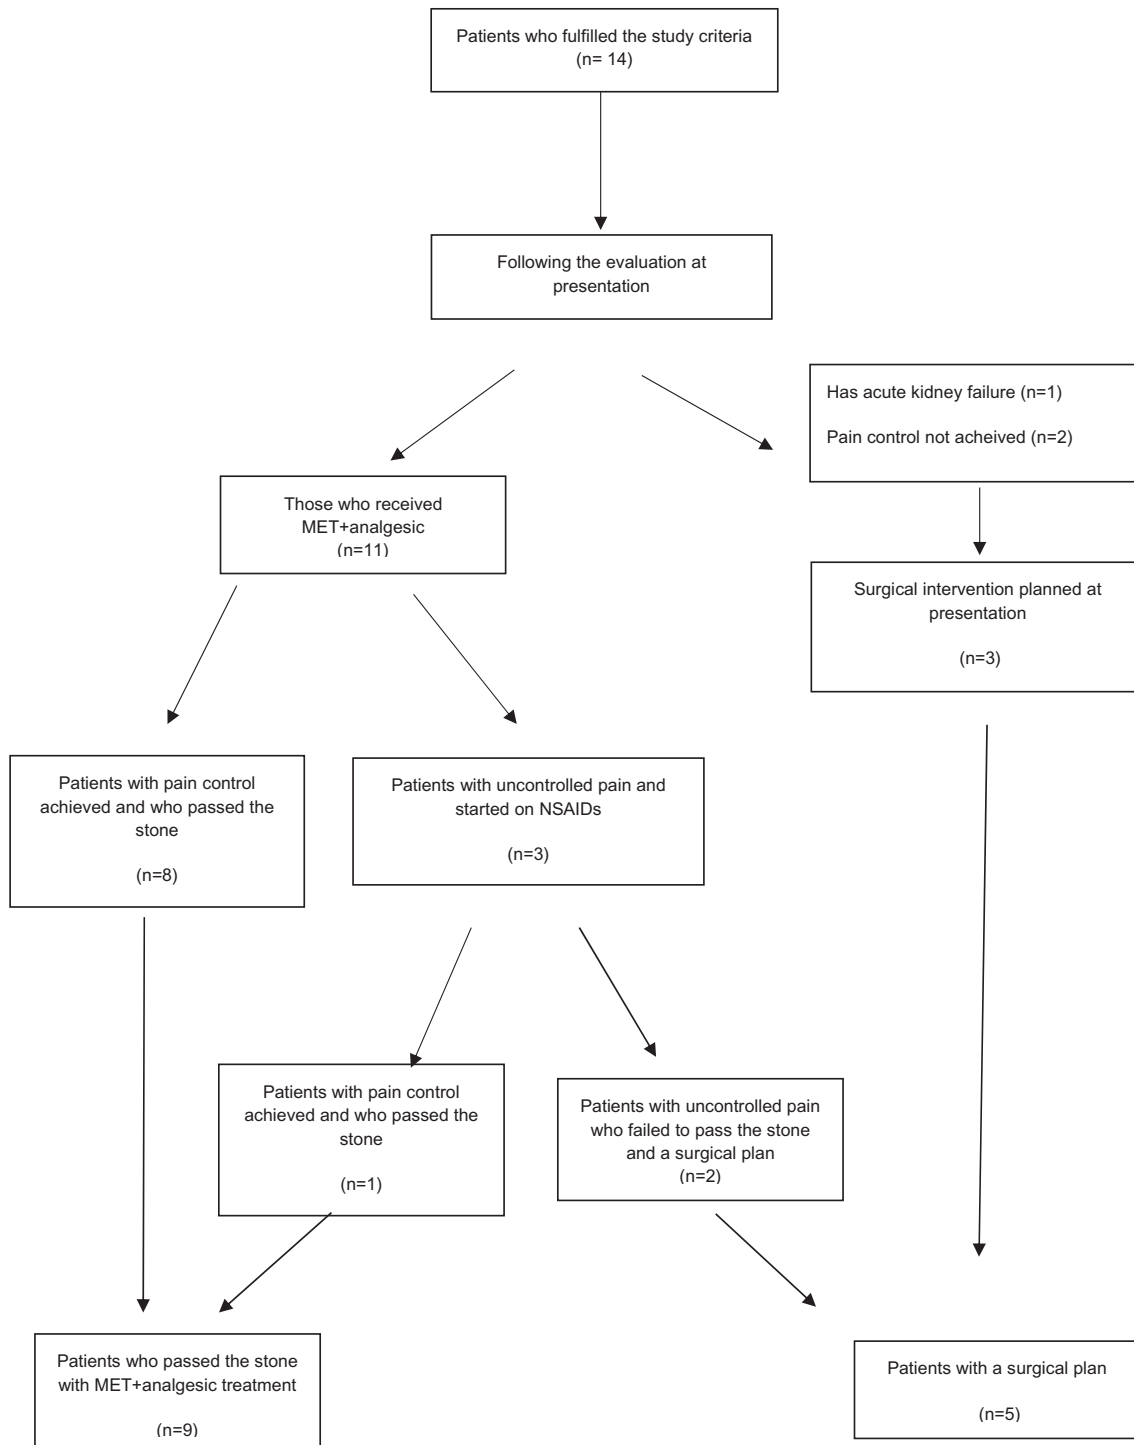 Patients who fulfilled the study criteria
(n= 14)
Following the evaluation at
presentation
Has acute kidney failure (n=1)
Pain control not acheived (n=2)
Those who received
MET+analgesic
(n=11)
Surgical intervention planned at
presentation
(n=3)
Patients with pain control
achieved and who passed the
stone
(n=8)
Patients with uncontrolled pain and
started on NSAIDs
(n=3)
Patients with pain control
achieved and who passed the
stone
(n=1)
Patients with uncontrolled pain
who failed to pass the stone
and a surgical plan
(n=2)
Patients who passed the stone
with MET+analgesic treatment
(n=9)
Patients with a surgical plan
(n=5)